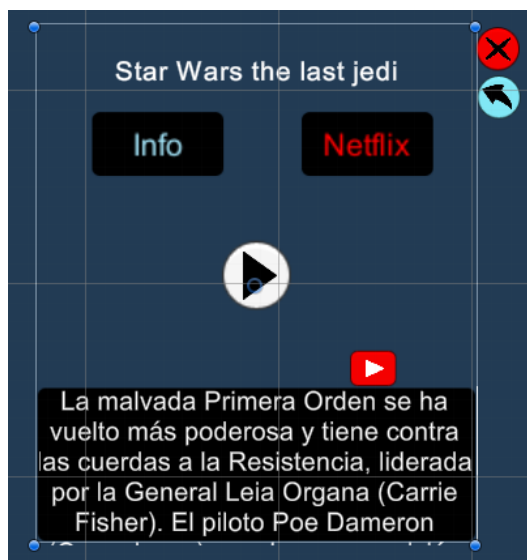 Star Wars the last jedi
Info
Netflix
La malvada Primera Orden se ha
vuelto más poderosa y tiene contra
las cuerdas a la Resistencia, liderada
por la General Leia Organa (Carrie
Fisher). El piloto Poe Dameron